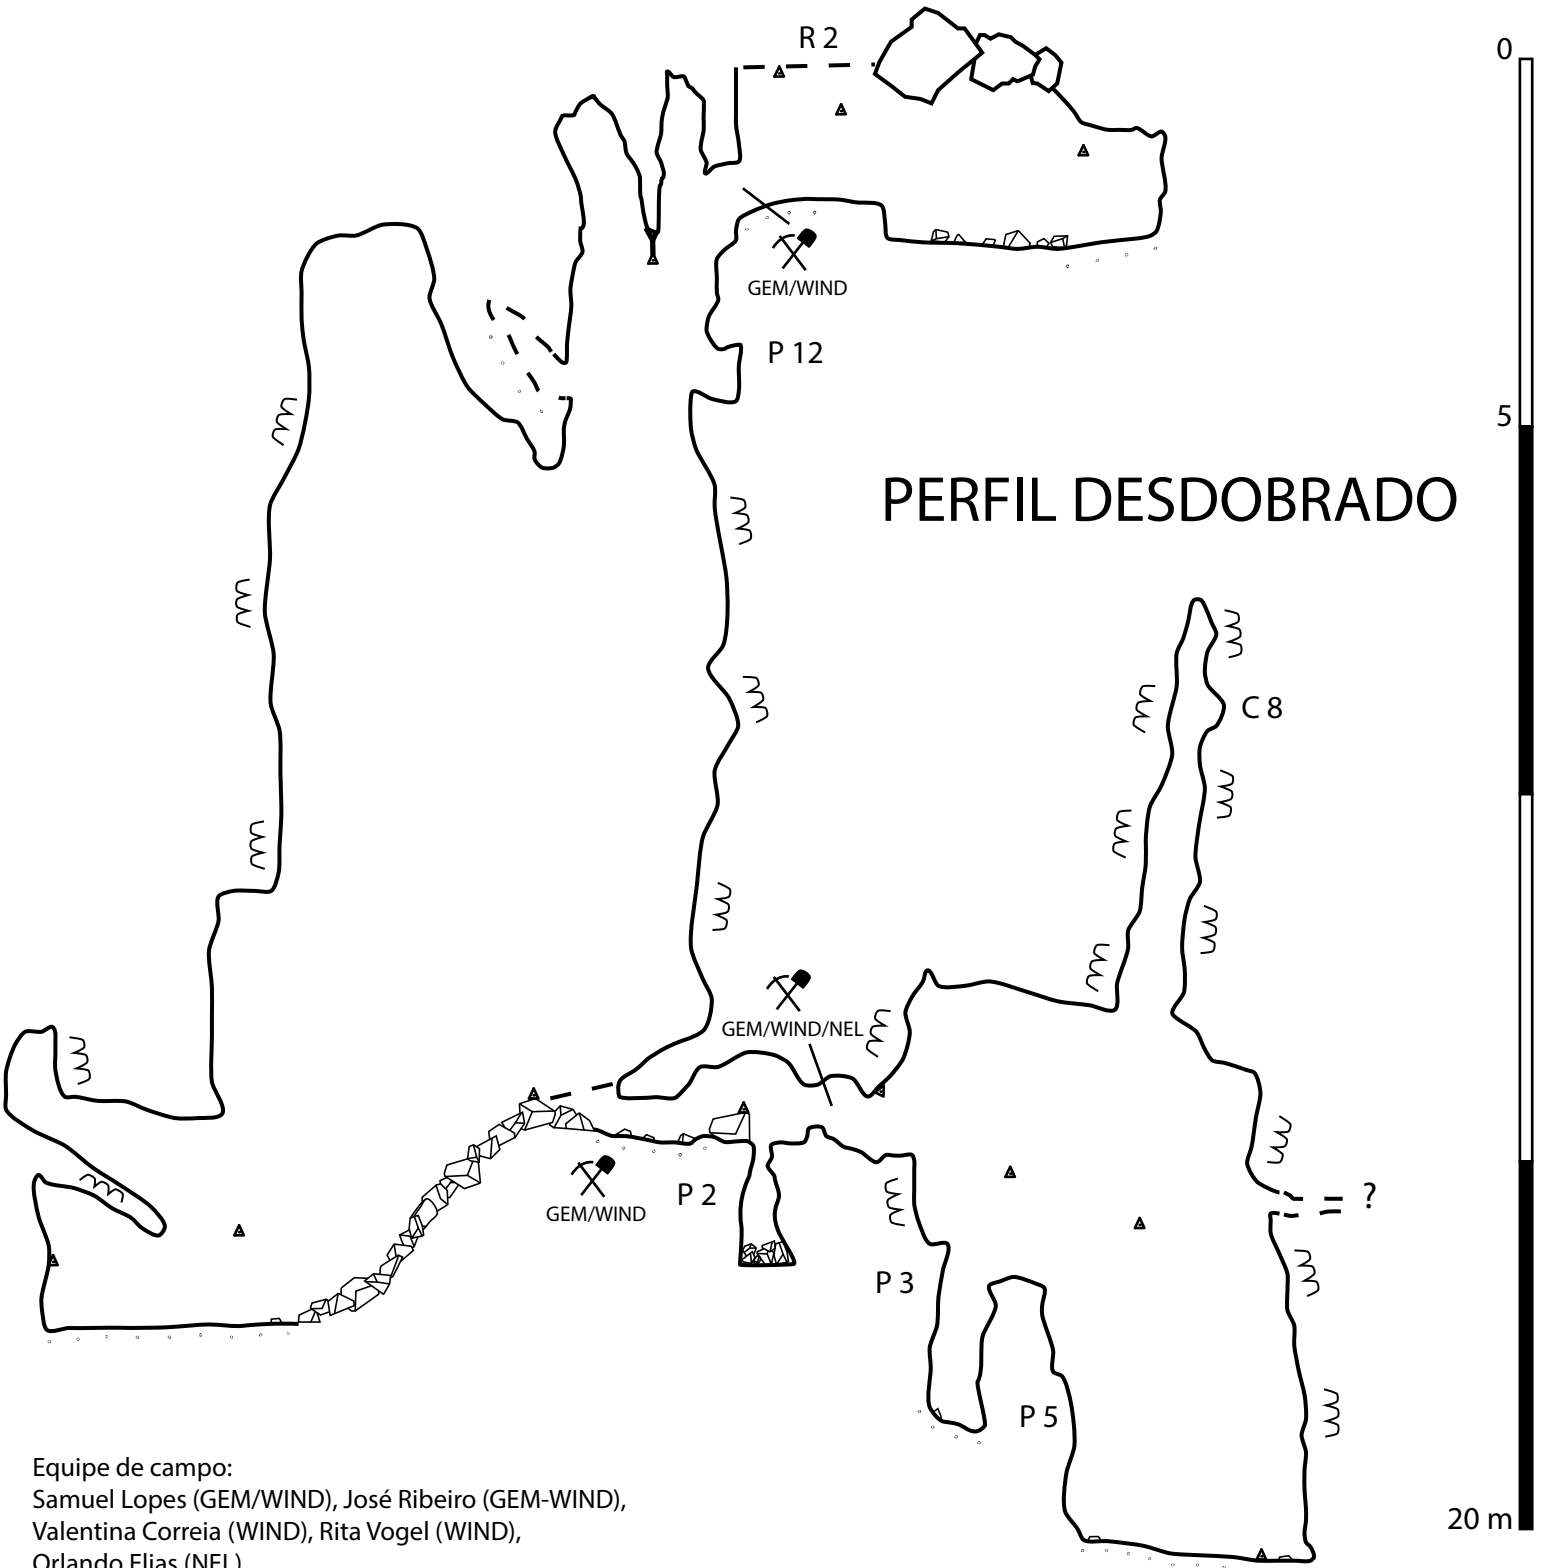 R 2
0
GEM/WIND
P 12
5
PERFIL DESDOBRADO
C 8
GEM/WIND/NEL
P 2
GEM/WIND
?
P 3
P 5
Equipe de campo:
Samuel Lopes (GEM/WIND), José Ribeiro (GEM-WIND),
20 m
Valentina Correia (WIND), Rita Vogel (WIND),
Orlando Elias (NEL)